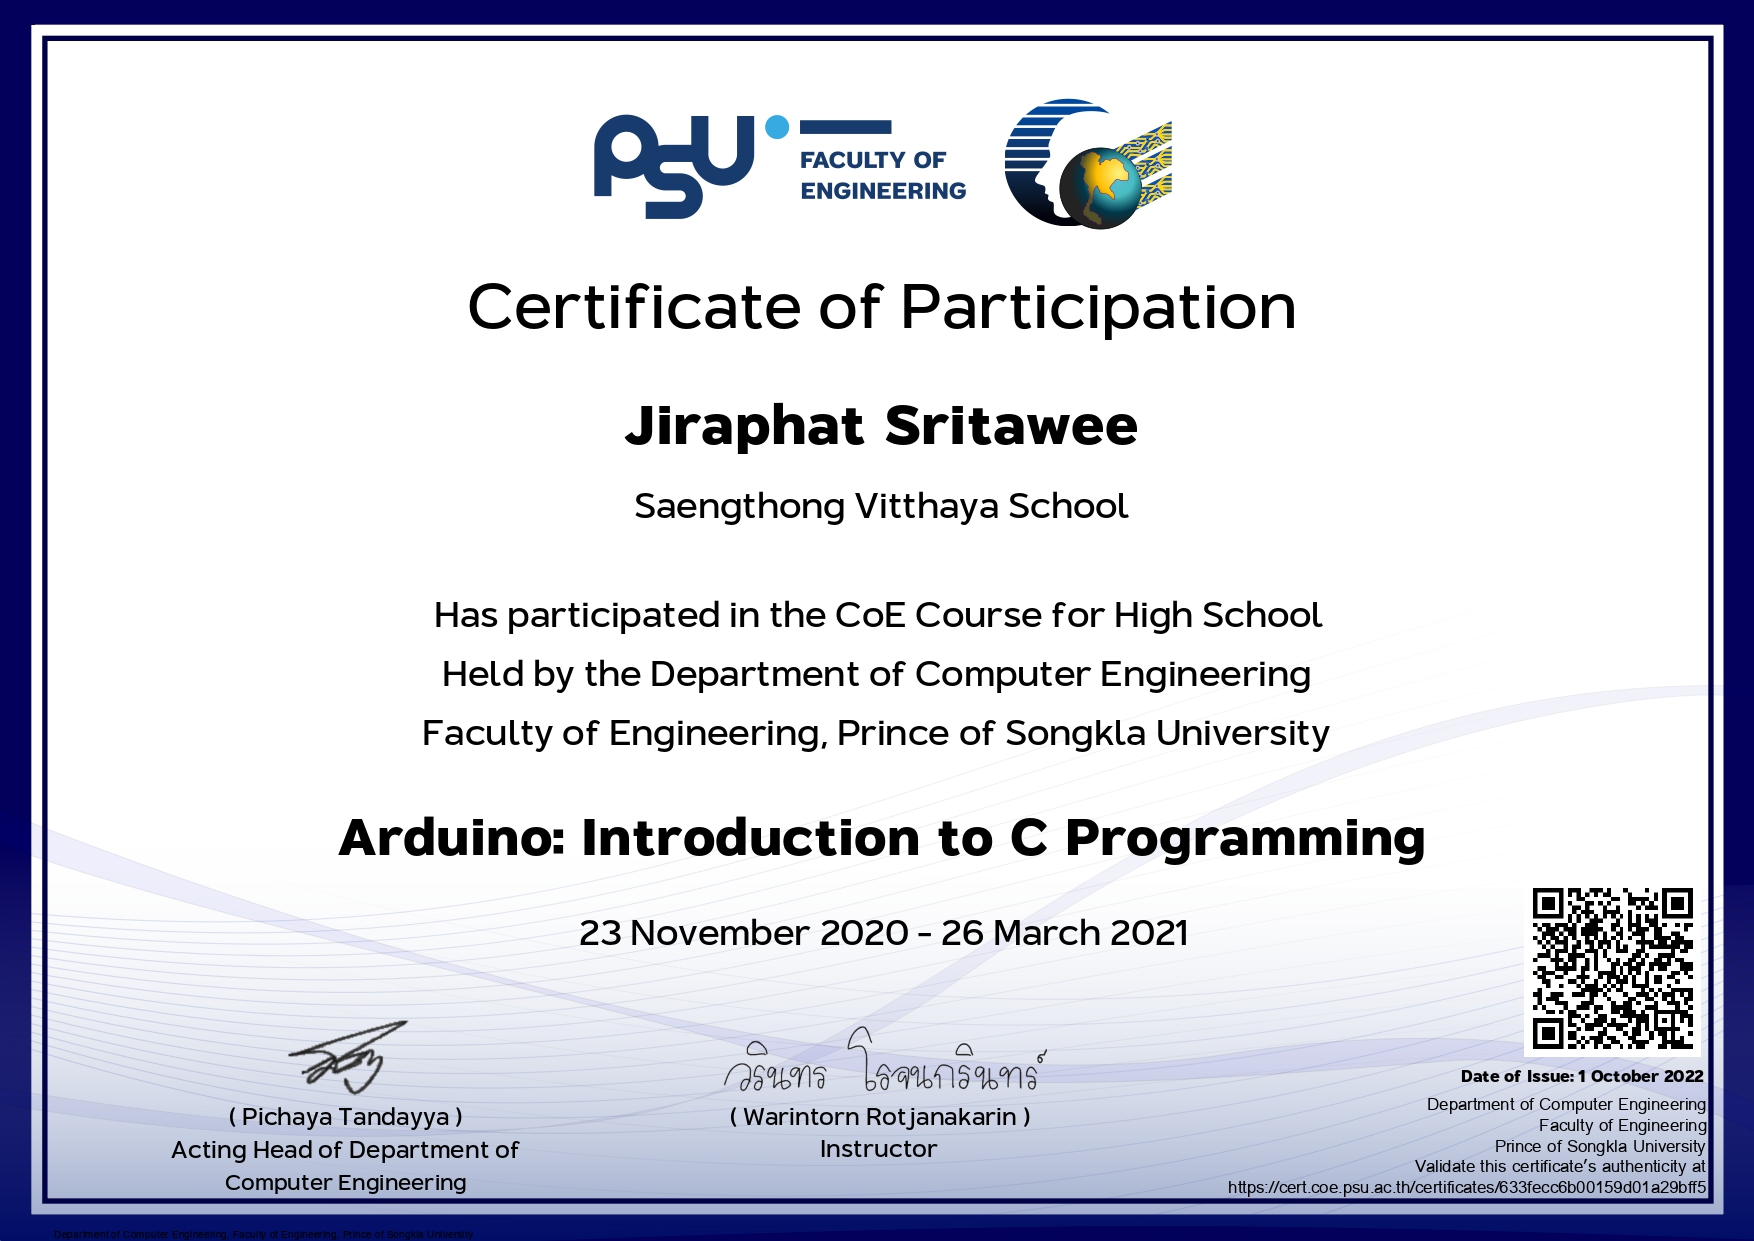 PSU
FACULTY OF
ENGINEERING
Certificate of Participation
Jiraphat Sritawee
Saengthong Vitthaya School
Has participated in the CoE Course for High School
Held by the Department of Computer Engineering
Faculty of Engineering, Prince of Songkla University
Arduino: Introduction to C Programming
23 November 2020 - 26 March 2021
วรินทร โรจนกรินทร์
( Pichaya Tandayya )
Acting Head of Department of
Computer Engineering
( Warintorn Rotjanakarin )
Instructor
Date of Issue: 1 October 2022
Department of Computer Engineering
Faculty of Engineering
Prince of Songkla University
Validate this certificate's authenticity at
https://cert.coe.psu.ac.th/certificates/633fecc6b00159d01a29bff5
Department of Computer Engineering, Faculty of Engineering, Prince of Songkla University